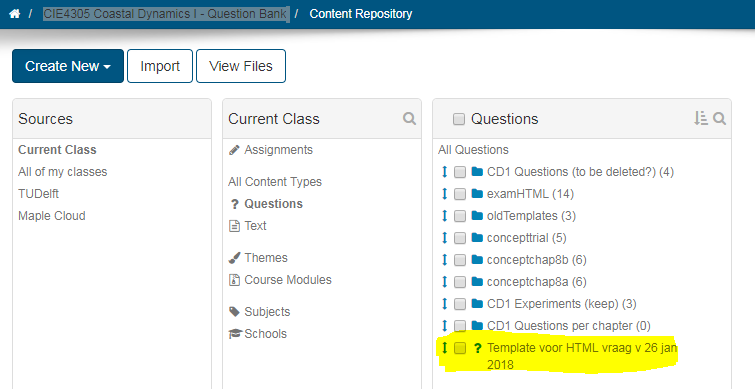 / CIE4305 Coastal Dynamics I - Question Bank / Content Repository
Create New Import View Files
Sources
Current Class
All of my classes
TUDelft
Maple Cloud
Current Class
Assignments
All Content Types
? Questions
Text
Themes
Course Modules
Subjects
Schools
Questions
All Questions
CD1 Questions (to be deleted?) (4)
examHTML (14)
oldTemplates (3)
concepttrial (5)
conceptchap8b (6)
conceptchap8a (6)
CD1 Experiments (keep) (3)
CD1 Questions per chapter (0)
? Template voor HTML vraag v 26 jan
2018